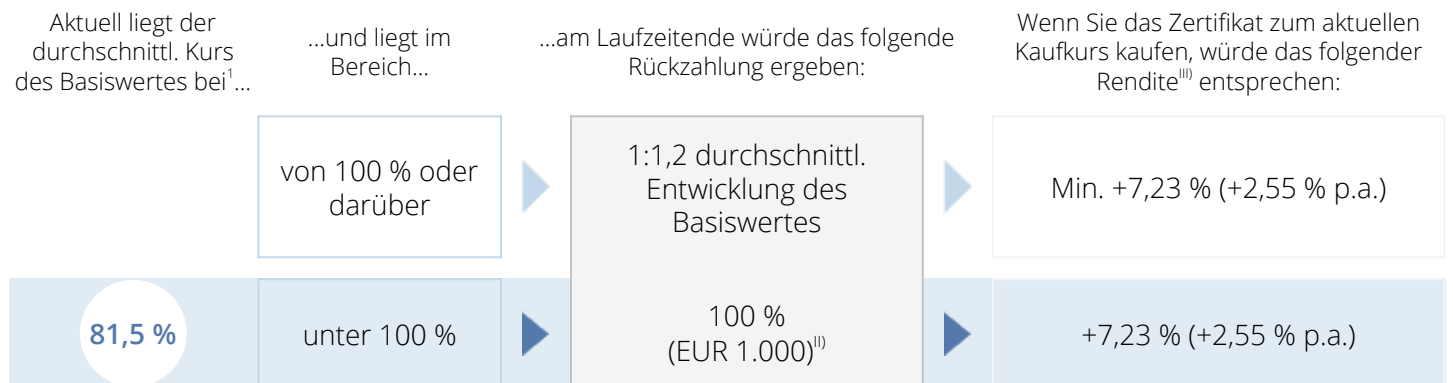 Aktuell liegt der
durchschnittl. Kurs
des Basiswertes bei¹...
...und liegt im
Bereich...
...am Laufzeitende würde das folgende
Rückzahlung ergeben:
Wenn Sie das Zertifikat zum aktuellen
Kaufkurs kaufen, würde das folgender
Rendite III) entsprechen:
von 100 % oder
darüber
1:1,2 durchschnittl.
Entwicklung des
Basiswertes
Min. +7,23 % (+2,55 % p.a.)
81,5 %
unter 100 %
100 %
(EUR 1.000) II)
+7,23 % (+2,55 % p.a.)